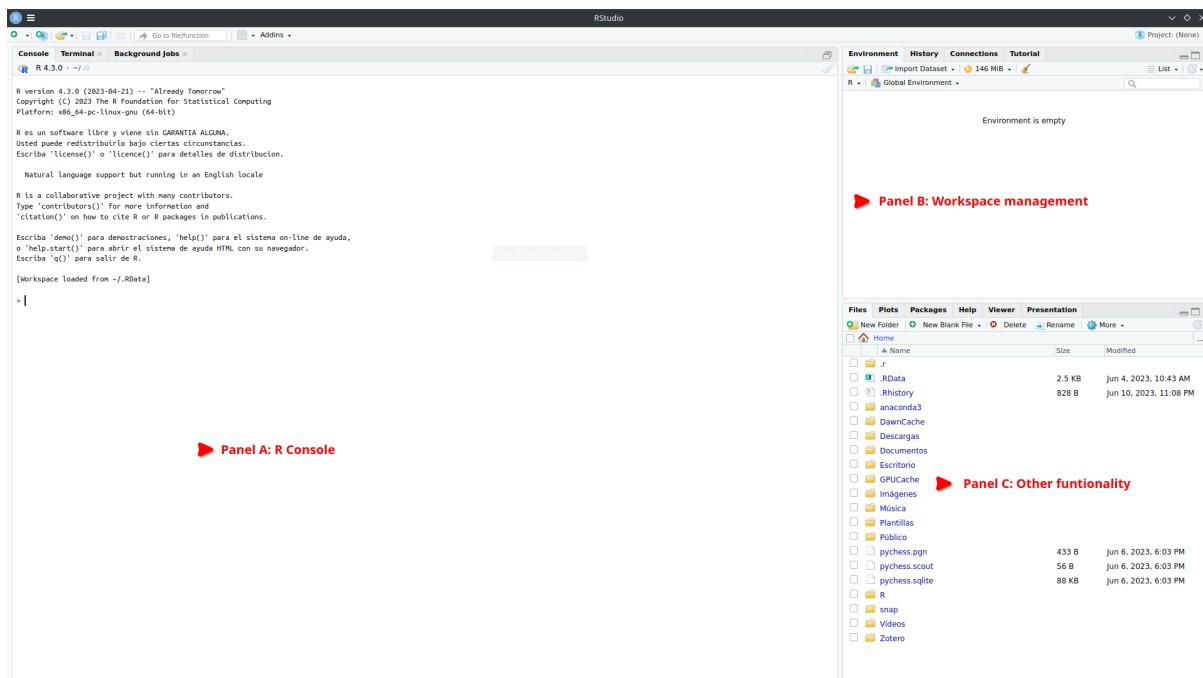 RStudio
Go to file/function Addins Project: (None)
Console Terminal × Background Jobs ×
R 4.3.0 · ~/
R version 4.3.0 (2023-04-21) -- "Already Tomorrow"
Copyright (C) 2023 The R Foundation for Statistical Computing
Platform: x86_64-pc-linux-gnu (64-bit)
R es un software libre y viene sin GARANTIA ALGUNA.
Usted puede redistribuirlo bajo ciertas circunstancias.
Escriba 'license()' o 'licence()' para detalles de distribucion.
Natural language support but running in an English locale
R is a collaborative project with many contributors.
Type 'contributors()' for more information and
'citation()' on how to cite R or R packages in publications.
Escriba 'demo()' para demostraciones, 'help()' para el sistema on-line de ayuda,
o 'help.start()' para abrir el sistema de ayuda HTML con su navegador.
Escriba 'q()' para salir de R.
[Workspace loaded from ~/.RData]
>
Panel A: R Console
Environment History Connections Tutorial
Import Dataset 146 MiB List
R Global Environment
Environment is empty
Panel B: Workspace management
Files Plots Packages Help Viewer Presentation
New Folder New Blank File Delete Rename More
Home ...
Name Size Modified
.r
.RData 2.5 KB Jun 4, 2023, 10:43 AM
.Rhistory 828 B Jun 10, 2023, 11:08 PM
anaconda3
DawnCache
Descargas
Documentos
Escritorio
GPUCache
Panel C: Other funtionality
Imágenes
Música
Plantillas
Público
pychess.pgn 433 B Jun 6, 2023, 6:03 PM
pychess.scout 56 B Jun 6, 2023, 6:03 PM
pychess.sqlite 88 KB Jun 6, 2023, 6:03 PM
R
snap
Vídeos
Zotero